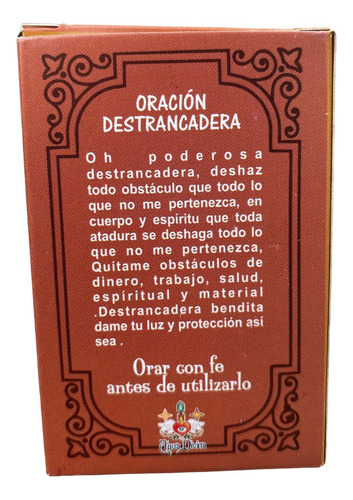 ORACIÓN
DESTRANCADERA
Oh poderosa
destrancadera, deshaz
todo obstáculo que todo lo
que no me pertenezca, en
cuerpo y espíritu que toda
atadura se deshaga todo lo
que no me pertenezca,
Quítame obstáculos de
dinero, trabajo, salud,
espíritual y material
.Destrancadera bendita
dame tu luz y protección asi
sea .
Orar con fe
antes de utilizarlo